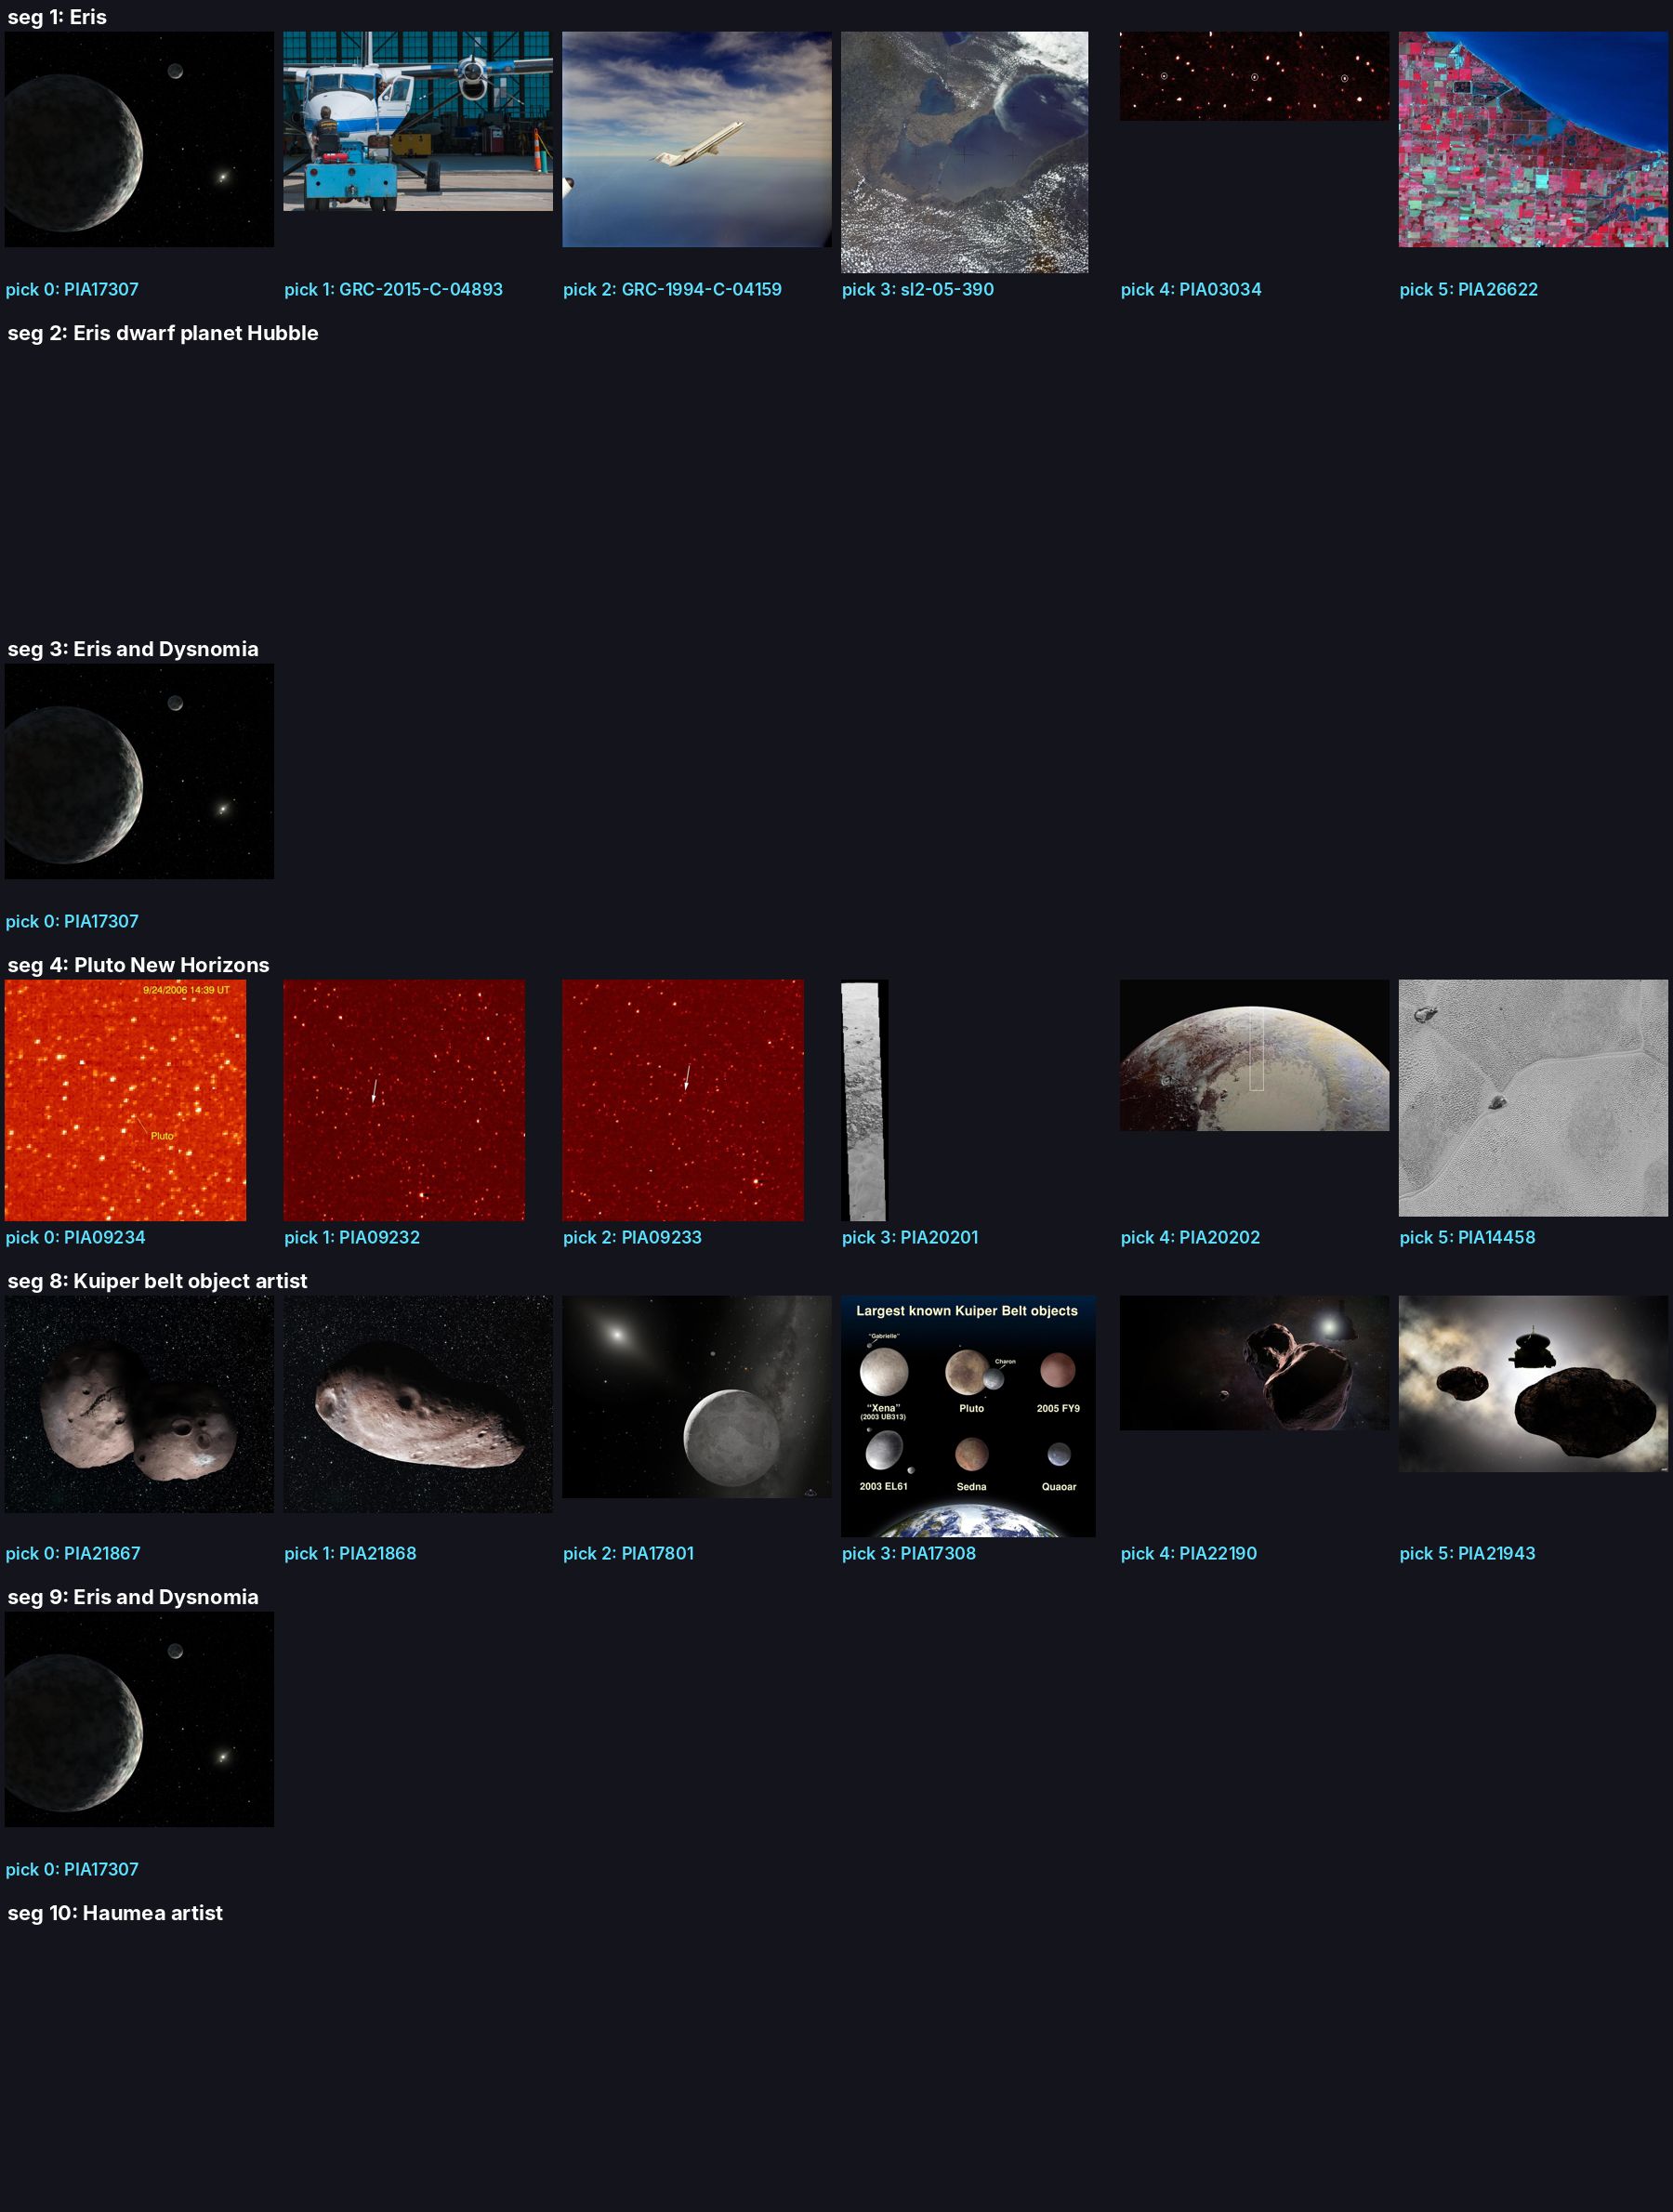 seg 1: Eris
pick 0: PIA17307
pick 1: GRC-2015-C-04893
pick 2: GRC-1994-C-04159
pick 3: sl2-05-390
pick 4: PIA03034
pick 5: PIA26622
seg 2: Eris dwarf planet Hubble
seg 3: Eris and Dysnomia
pick 0: PIA17307
seg 4: Pluto New Horizons
9/24/2006 14:39 UT
Pluto
pick 0: PIA09234
pick 1: PIA09232
pick 2: PIA09233
pick 3: PIA20201
pick 4: PIA20202
pick 5: PIA14458
seg 8: Kuiper belt object artist
Largest known Kuiper Belt objects
"Gabrielle"
Charon
"Xena"
(2003 UB313)
Pluto
2005 FY9
2003 EL61
Sedna
Quaoar
pick 0: PIA21867
pick 1: PIA21868
pick 2: PIA17801
pick 3: PIA17308
pick 4: PIA22190
pick 5: PIA21943
seg 9: Eris and Dysnomia
pick 0: PIA17307
seg 10: Haumea artist